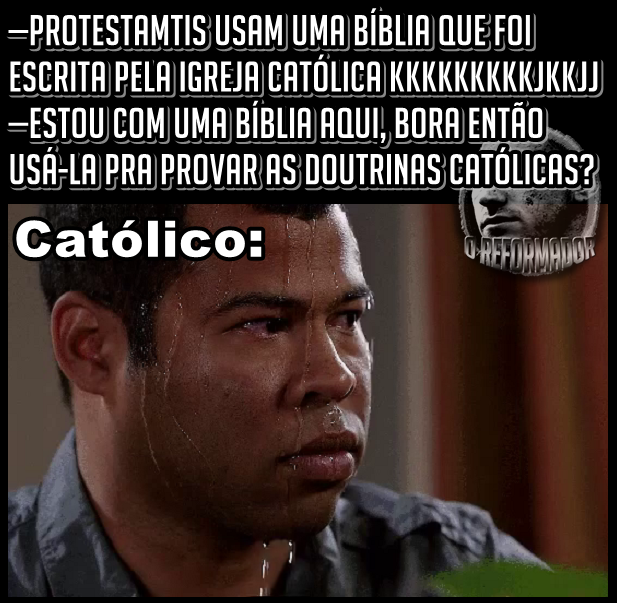 –PROTESTAMTIS USAM UMA BÍBLIA QUE FOI
ESCRITA PELA IGREJA CATÓLICA KKKKKKKKKJKKJJ
–ESTOU COM UMA BÍBLIA AQUI, BORA ENTÃO
USÁ-LA PRA PROVAR AS DOUTRINAS CATÓLICAS?
O REFORMADOR
Católico: